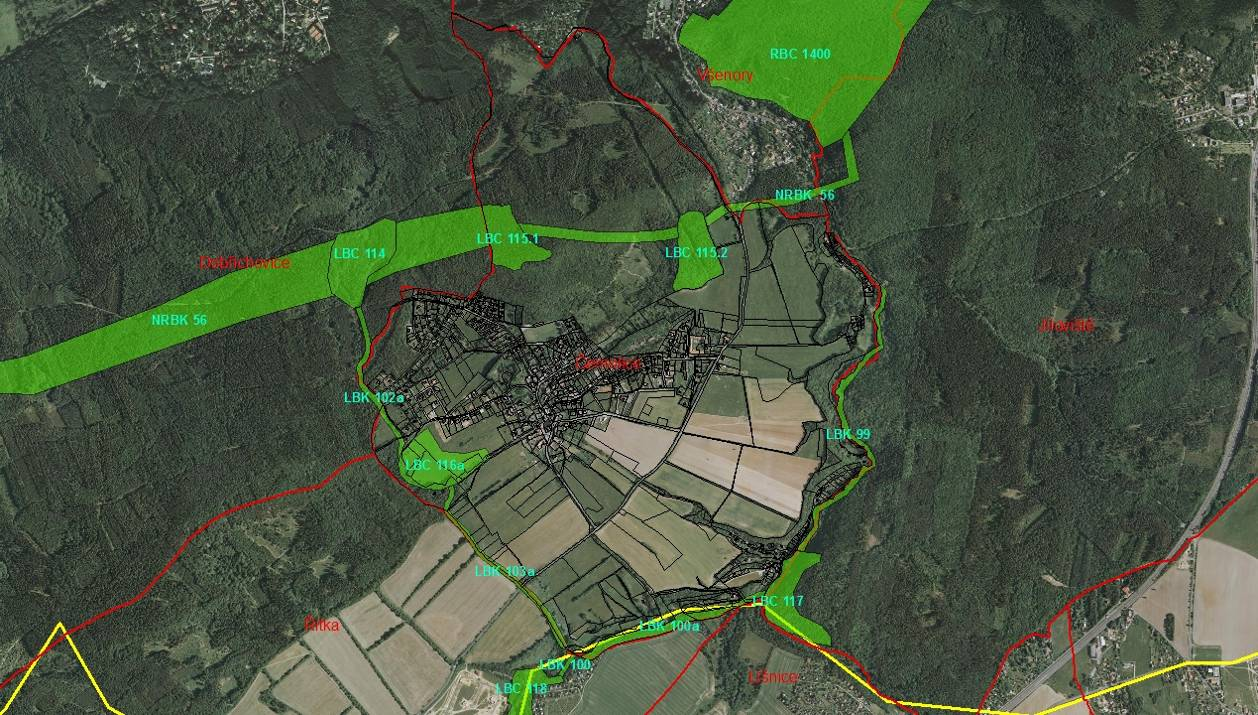 RBC 1400
Všenory
NRBK 56
LBC 115.1
LBC 115.2
LBC 114
Dobřichovice
NRBK 56
Jíloviště
Černolice
LBK 102a
LBK 99
LBC 116a
LBK 103a
LBC 117
Řitka
LBK 100a
LBK 100
Líšnice
LBC 118